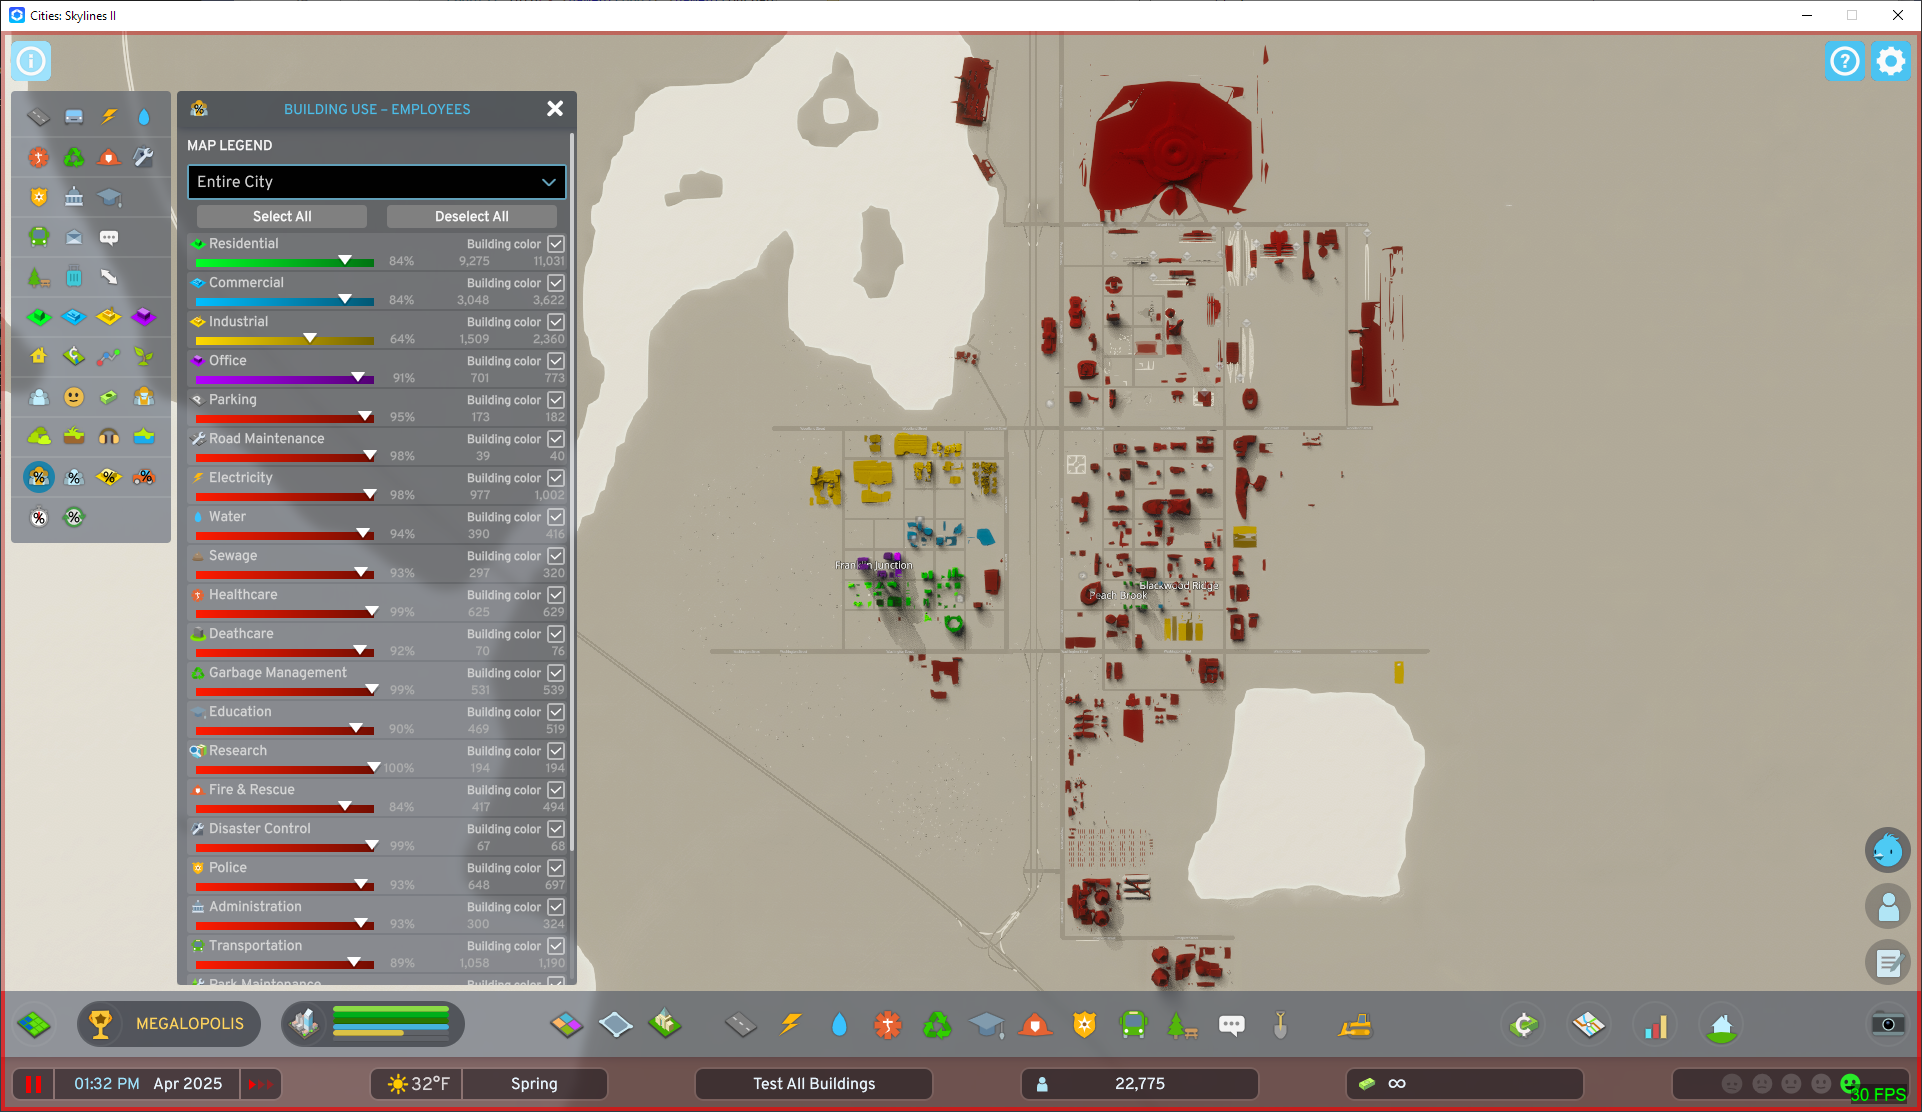 Cities: Skylines II
BUILDING USE – EMPLOYEES
MAP LEGEND
Entire City
Select All
Deselect All
Residential Building color
84% 9,275 11,031
Commercial Building color
84% 3,048 3,622
Industrial Building color
64% 1,509 2,360
Office Building color
91% 701 773
Parking Building color
95% 173 182
Road Maintenance Building color
98% 39 40
Electricity Building color
98% 977 1,002
Water Building color
94% 390 416
Sewage Building color
93% 297 320
Healthcare Building color
99% 625 629
Deathcare Building color
92% 70 76
Garbage Management Building color
99% 531 539
Education Building color
90% 469 519
Research Building color
100% 194 194
Fire & Rescue Building color
84% 417 494
Disaster Control Building color
99% 67 68
Police Building color
93% 648 697
Administration Building color
93% 300 324
Transportation Building color
89% 1,058 1,190
Park Maintenance Building color
Franklin Junction
Blackwood Ridge
Peach Brook
MEGALOPOLIS
01:32 PM Apr 2025
32°F
Spring
Test All Buildings
22,775
∞
30 FPS